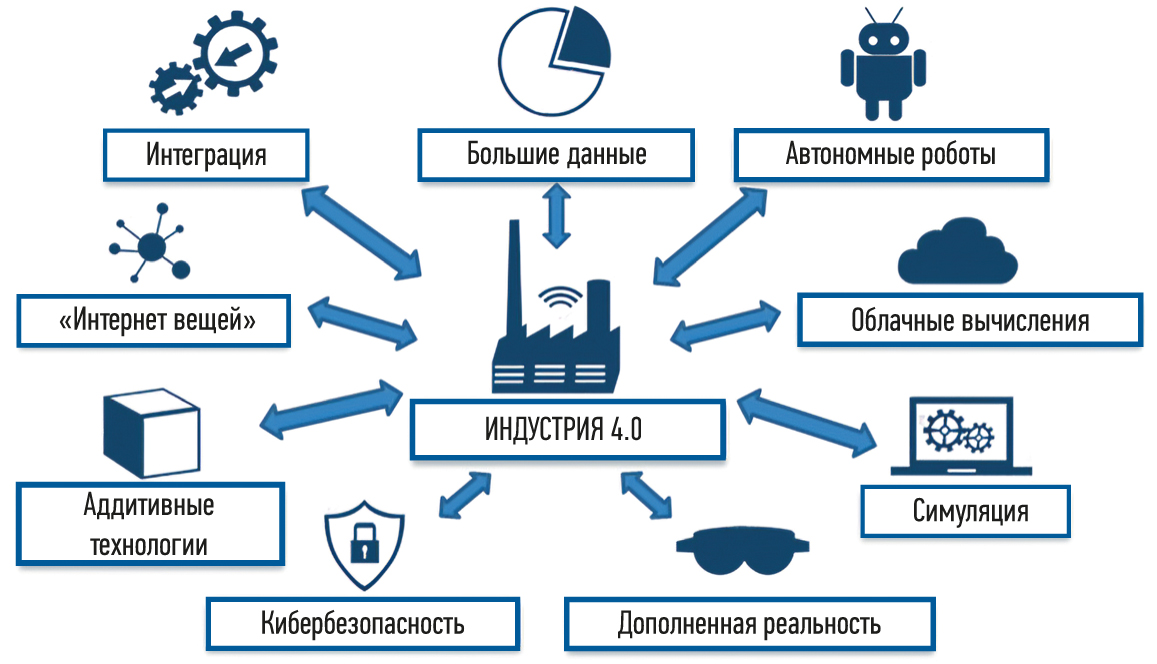 Интеграция
Большие данные
Автономные роботы
«Интернет вещей»
Облачные вычисления
ИНДУСТРИЯ 4.0
Аддитивные
технологии
Симуляция
Кибербезопасность
Дополненная реальность